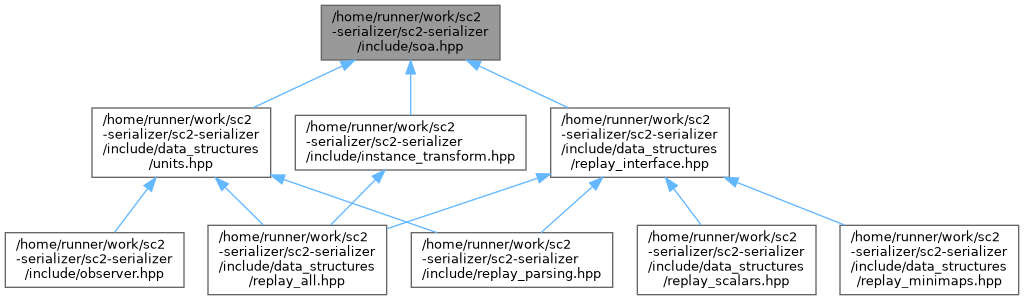 /home/runner/work/sc2
-serializer/sc2-serializer
/include/soa.hpp
/home/runner/work/sc2
-serializer/sc2-serializer
/include/data_structures
/units.hpp
/home/runner/work/sc2
-serializer/sc2-serializer
/include/instance_transform.hpp
/home/runner/work/sc2
-serializer/sc2-serializer
/include/data_structures
/replay_interface.hpp
/home/runner/work/sc2
-serializer/sc2-serializer
/include/observer.hpp
/home/runner/work/sc2
-serializer/sc2-serializer
/include/data_structures
/replay_all.hpp
/home/runner/work/sc2
-serializer/sc2-serializer
/include/replay_parsing.hpp
/home/runner/work/sc2
-serializer/sc2-serializer
/include/data_structures
/replay_scalars.hpp
/home/runner/work/sc2
-serializer/sc2-serializer
/include/data_structures
/replay_minimaps.hpp